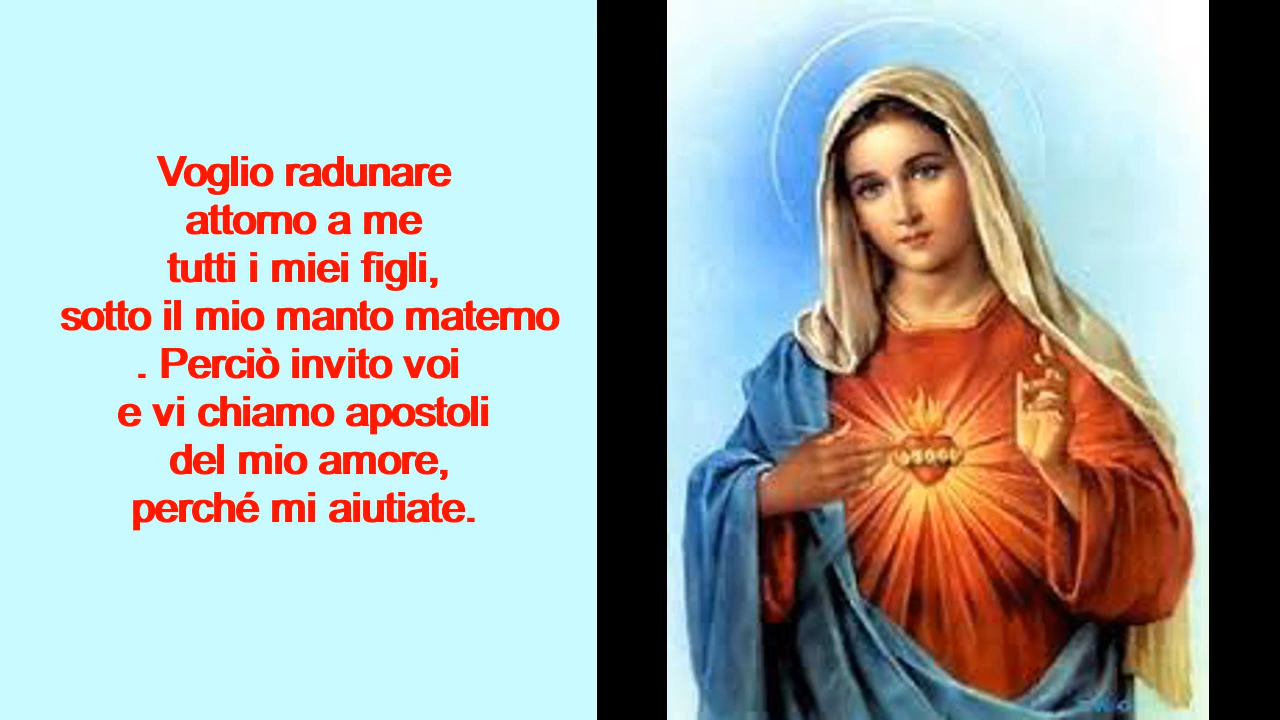 Voglio radunare
attorno a me
tutti i miei figli,
sotto il mio manto materno
. Perciò invito voi
e vi chiamo apostoli
del mio amore,
perché mi aiutiate.